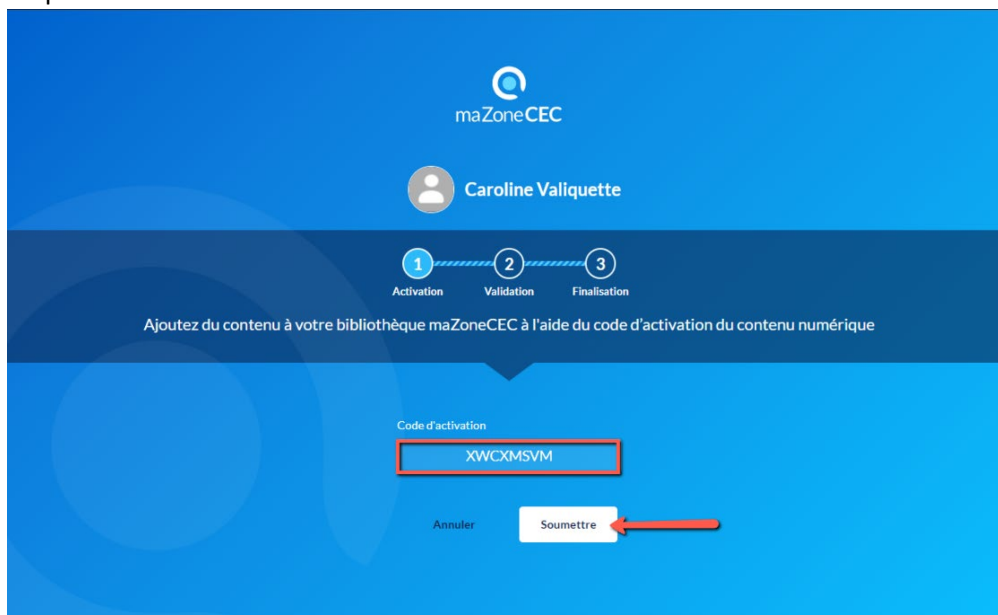 maZoneCEC
Caroline Valiquette
1 2 3
Activation Validation Finalisation
Ajoutez du contenu à votre bibliothèque maZoneCEC à l'aide du code d’activation du contenu numérique
Code d'activation
XWCXMSVM
Annuler Soumettre